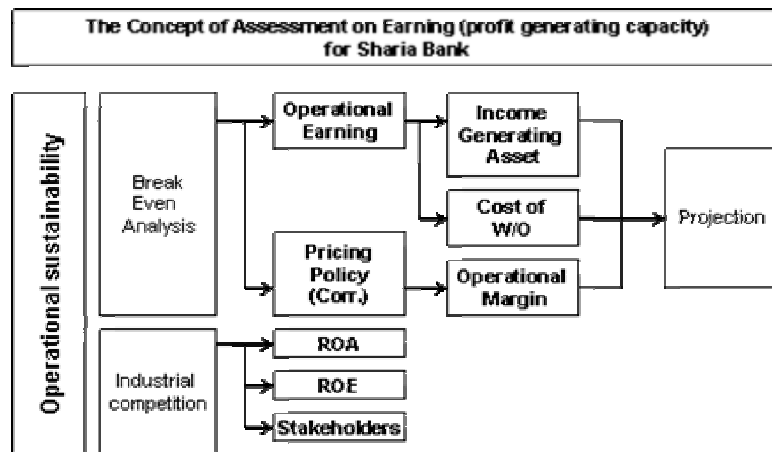 The Concept of Assessment on Earning (profit generating capacity)
for Sharia Bank
Operational sustainability
Break
Even
Analysis
Operational
Earning
Income
Generating
Asset
Cost of
W/O
Projection
Pricing
Policy
(Corr.)
Operational
Margin
Industrial
competition
ROA
ROE
Stakeholders